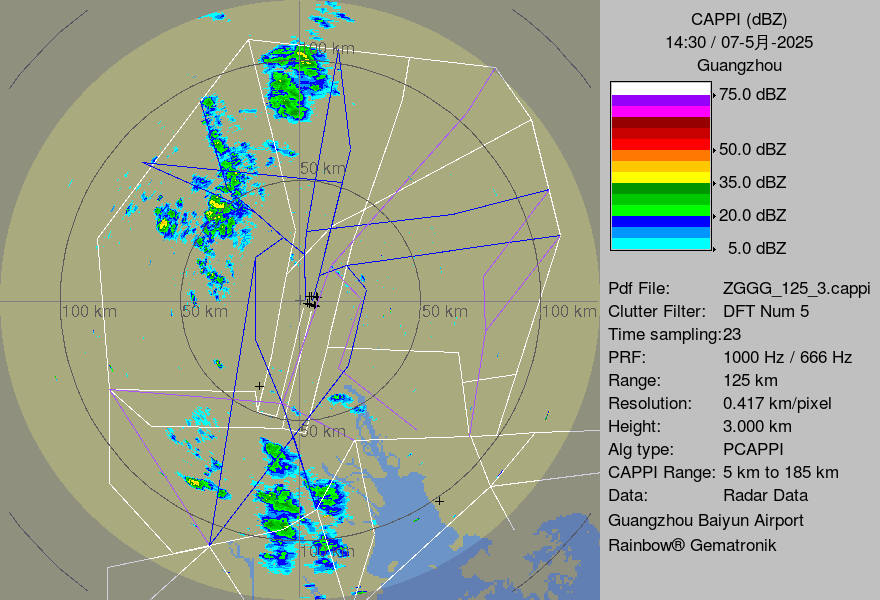 CAPPI (dBZ)
14:30 / 07-5月-2025
Guangzhou
75.0 dBZ
50.0 dBZ
35.0 dBZ
20.0 dBZ
5.0 dBZ
Pdf File: ZGGG_125_3.cappi
Clutter Filter: DFT Num 5
Time sampling:23
PRF: 1000 Hz / 666 Hz
Range: 125 km
Resolution: 0.417 km/pixel
Height: 3.000 km
Alg type: PCAPPI
CAPPI Range: 5 km to 185 km
Data: Radar Data
Guangzhou Baiyun Airport
Rainbow® Gematronik
100 km
50 km
100 km
50 km
50 km
100 km
50 km
100 km